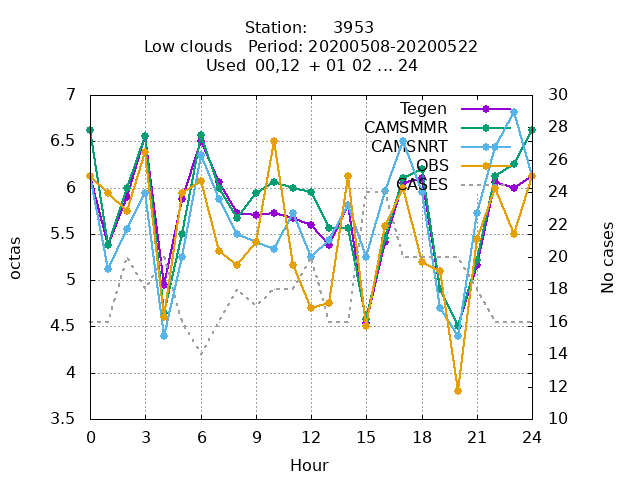 Station: 3953
Low clouds Period: 20200508-20200522
Used 00,12 + 01 02 ... 24
7 30
Tegen
6.5 28
CAMSMMR
CAMSNRT
26
OBS
6 24
CASES
5.5 22
20
5 18
4.5 16
14
4 12
3.5 10
octas
No cases
0 3 6 9 12 15 18 21 24
Hour